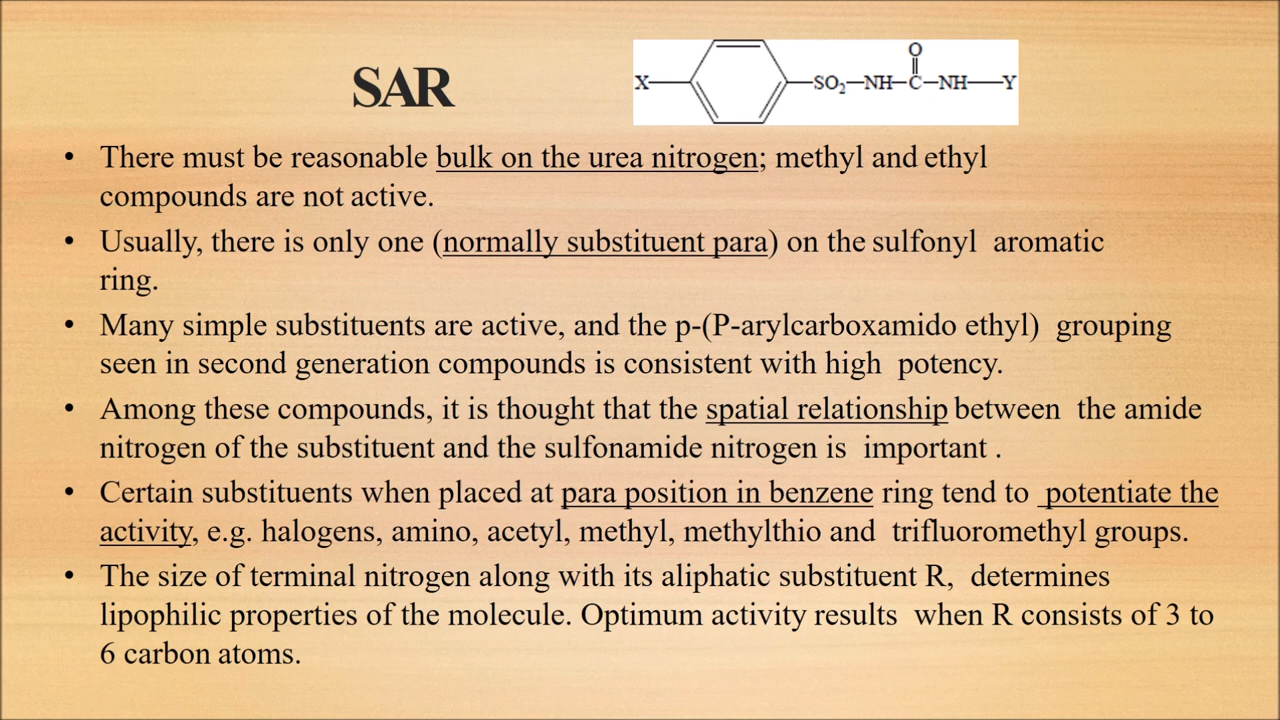 SAR
X SO2 NH C NH Y
O
• There must be reasonable bulk on the urea nitrogen; methyl and ethyl
compounds are not active.
• Usually, there is only one (normally substituent para) on the sulfonyl aromatic
ring.
• Many simple substituents are active, and the p-(P-arylcarboxamido ethyl) grouping
seen in second generation compounds is consistent with high potency.
• Among these compounds, it is thought that the spatial relationship between the amide
nitrogen of the substituent and the sulfonamide nitrogen is important .
• Certain substituents when placed at para position in benzene ring tend to potentiate the
activity, e.g. halogens, amino, acetyl, methyl, methylthio and trifluoromethyl groups.
• The size of terminal nitrogen along with its aliphatic substituent R, determines
lipophilic properties of the molecule. Optimum activity results when R consists of 3 to
6 carbon atoms.